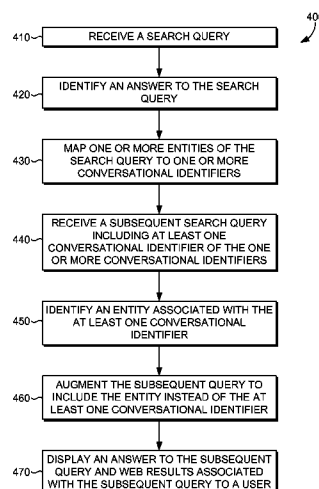 40
410
RECEIVE A SEARCH QUERY
420
IDENTIFY AN ANSWER TO THE SEARCH
QUERY
430
MAP ONE OR MORE ENTITIES OF THE
SEARCH QUERY TO ONE OR MORE
CONVERSATIONAL IDENTIFIERS
440
RECEIVE A SUBSEQUENT SEARCH QUERY
INCLUDING AT LEAST ONE
CONVERSATIONAL IDENTIFIER OF THE ONE
OR MORE CONVERSATIONAL IDENTIFIERS
450
IDENTIFY AN ENTITY ASSOCIATED WITH THE
AT LEAST ONE CONVERSATIONAL
IDENTIFIER
460
AUGMENT THE SUBSEQUENT QUERY TO
INCLUDE THE ENTITY INSTEAD OF THE AT
LEAST ONE CONVERSATIONAL IDENTIFIER
470
DISPLAY AN ANSWER TO THE SUBSEQUENT
QUERY AND WEB RESULTS ASSOCIATED
WITH THE SUBSEQUENT QUERY TO A USER